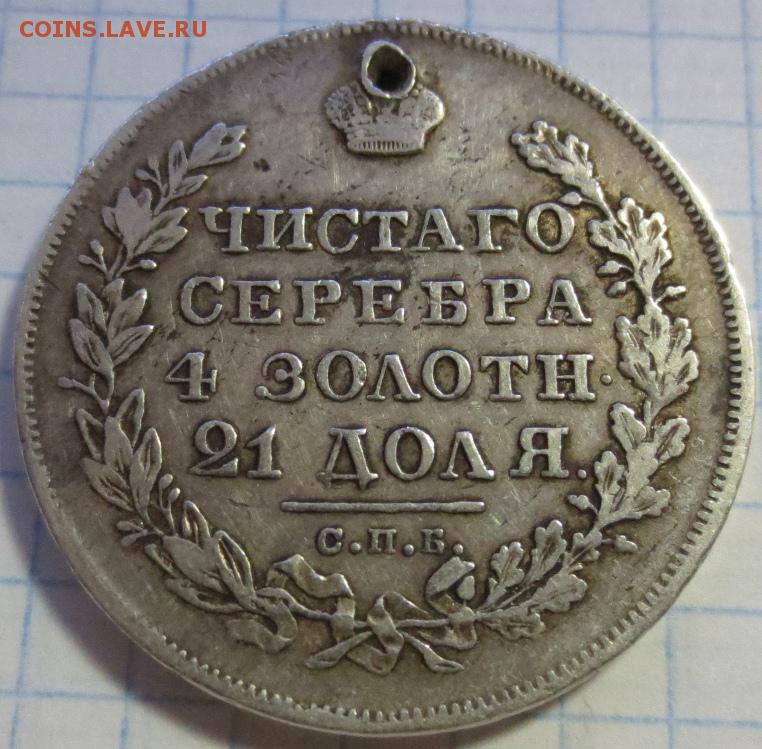 COINS.LAVE.RU
ЧИСТАГО
СЕРЕБРА
4 ЗОЛОТН.
21 ДОЛЯ.
С.П.Б.